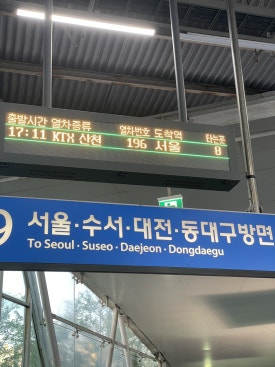 출발시간 열차종류 열차번호 도착역 타는곳
17:11 KTX 산천 196 서울 8
9 서울·수서·대전·동대구방면
To Seoul · Suseo · Daejeon · Dongdaegu